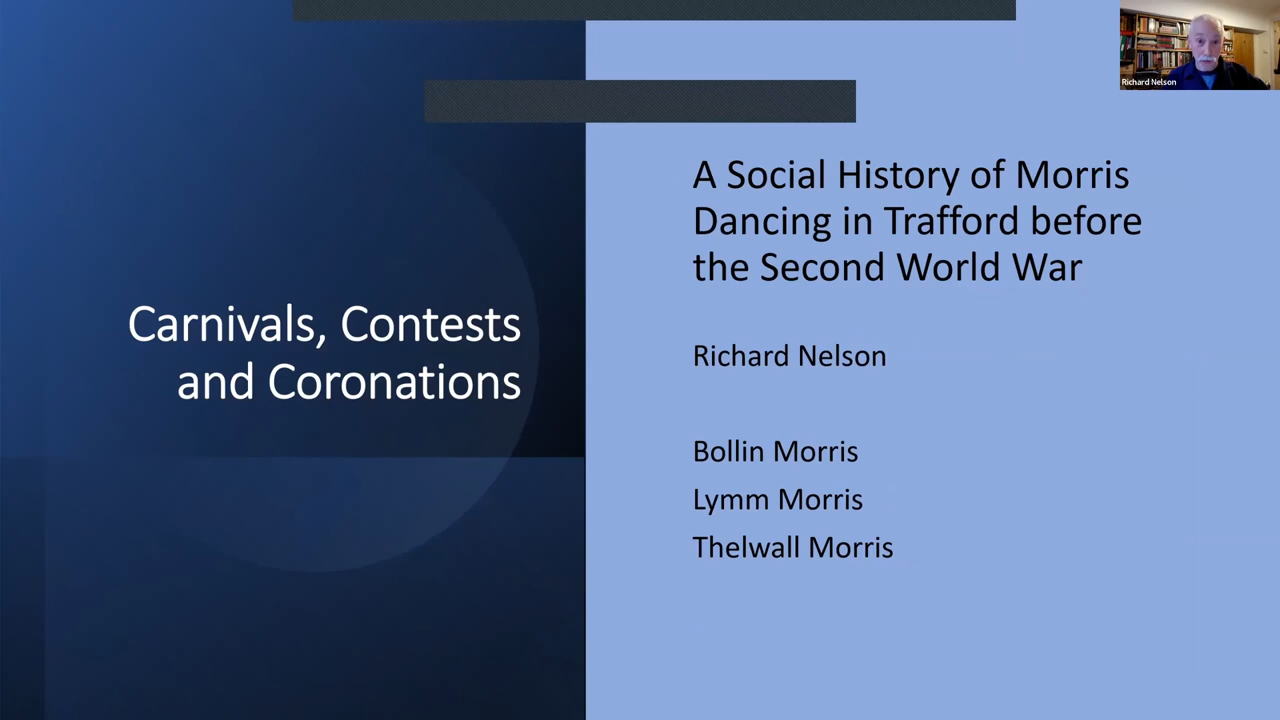 Carnivals, Contests
and Coronations
A Social History of Morris
Dancing in Trafford before
the Second World War
Richard Nelson
Bollin Morris
Lymm Morris
Thelwall Morris
Richard Nelson